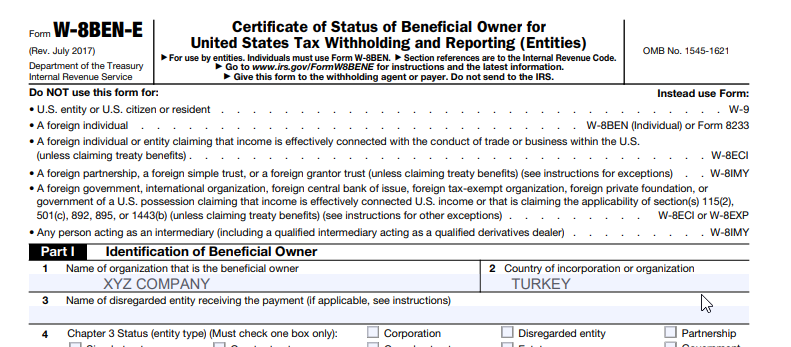 Form W-8BEN-E
(Rev. July 2017)
Department of the Treasury
Internal Revenue Service
Certificate of Status of Beneficial Owner for
United States Tax Withholding and Reporting (Entities)
▶ For use by entities. Individuals must use Form W-8BEN. ▶ Section references are to the Internal Revenue Code.
▶ Go to www.irs.gov/FormW8BENE for instructions and the latest information.
▶ Give this form to the withholding agent or payer. Do not send to the IRS.
OMB No. 1545-1621
Do NOT use this form for: Instead use Form:
• U.S. entity or U.S. citizen or resident . . . . . . . . . . . . . . . . . . . . . . W-9
• A foreign individual . . . . . . . . . . . . . . . . . . . . . . W-8BEN (Individual) or Form 8233
• A foreign individual or entity claiming that income is effectively connected with the conduct of trade or business within the U.S.
(unless claiming treaty benefits) . . . . . . . . . . . . . . . . . . . . . . W-8ECI
• A foreign partnership, a foreign simple trust, or a foreign grantor trust (unless claiming treaty benefits) (see instructions for exceptions) . . W-8IMY
• A foreign government, international organization, foreign central bank of issue, foreign tax-exempt organization, foreign private foundation, or
government of a U.S. possession claiming that income is effectively connected U.S. income or that is claiming the applicability of section(s) 115(2),
501(c), 892, 895, or 1443(b) (unless claiming treaty benefits) (see instructions for other exceptions) . . . . . . . W-8ECI or W-8EXP
• Any person acting as an intermediary (including a qualified intermediary acting as a qualified derivatives dealer) . . . . . . . W-8IMY
Part I Identification of Beneficial Owner
1 Name of organization that is the beneficial owner
XYZ COMPANY
2 Country of incorporation or organization
TURKEY
3 Name of disregarded entity receiving the payment (if applicable, see instructions)
4 Chapter 3 Status (entity type) (Must check one box only): Corporation Disregarded entity Partnership